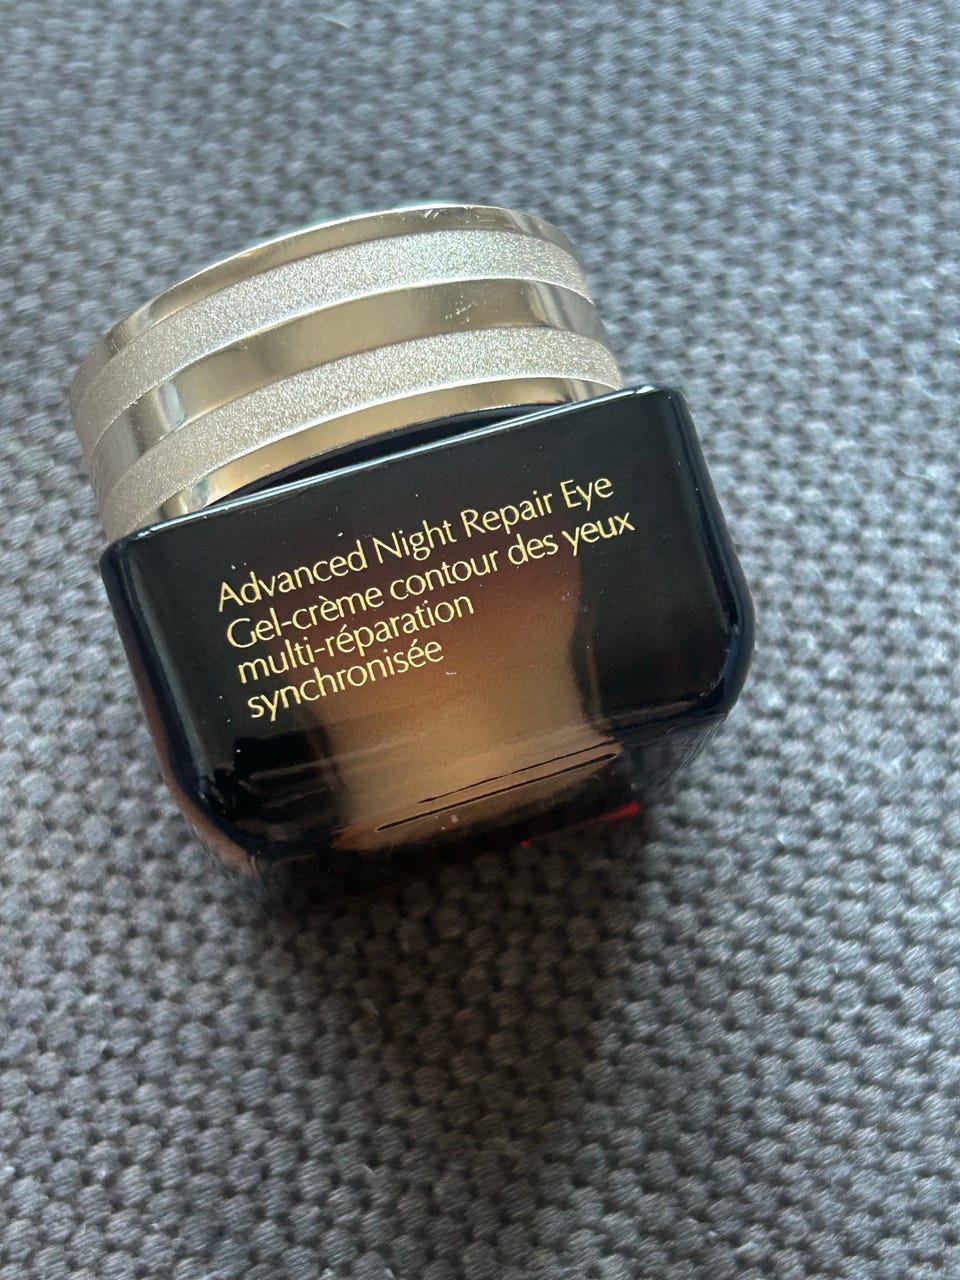 Advanced Night Repair Eye
Gel-crème contour des yeux
multi-réparation
synchronisée